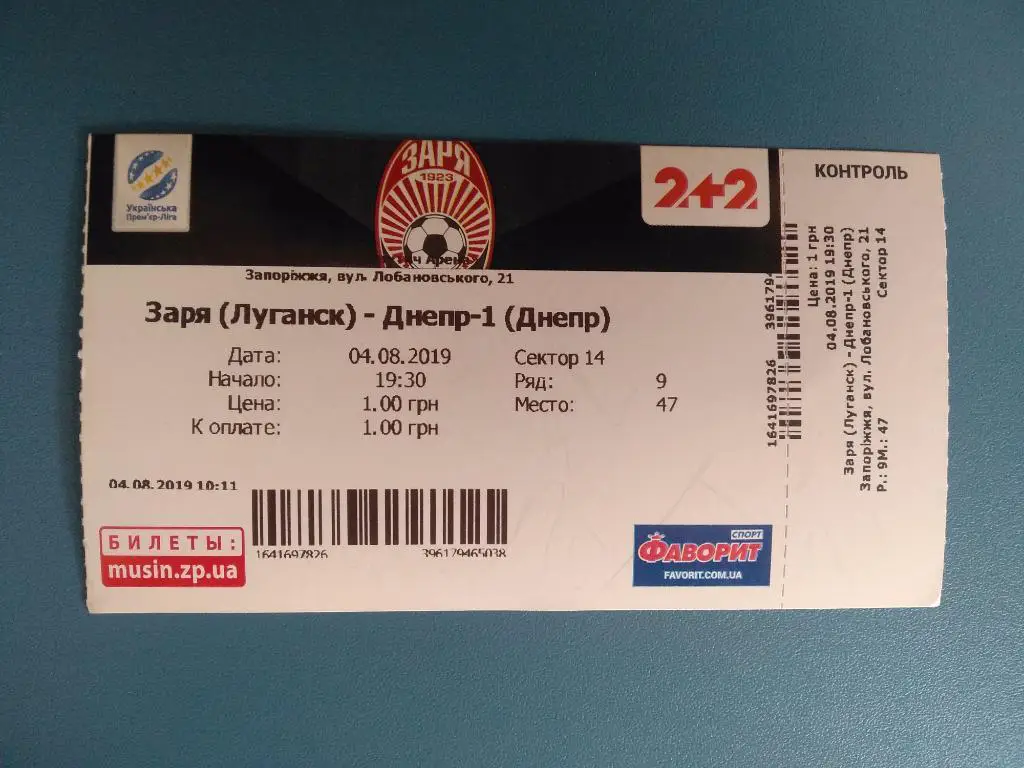 Українська
Прем'єр-Ліга
ЗАРЯ
1923
2+2
Арена
Запоріжжя, вул. Лобановського, 21
Заря (Луганск) - Днепр-1 (Днепр)
Дата: 04.08.2019 Сектор 14
Начало: 19:30 Ряд: 9
Цена: 1.00 грн Место: 47
К оплате: 1.00 грн
04.08.2019 10:11
1641697826 396179465038
БИЛЕТЫ:
musin.zp.ua
СПОРТ
ФАВОРИТ
FAVORIT.COM.UA
1641697826 3961794
КОНТРОЛЬ
Цена: 1 грн
04.08.2019 19:30
Заря (Луганск) - Днепр-1 (Днепр)
Запоріжжя, вул. Лобановського, 21
Р.: 9М.: 47 Сектор 14